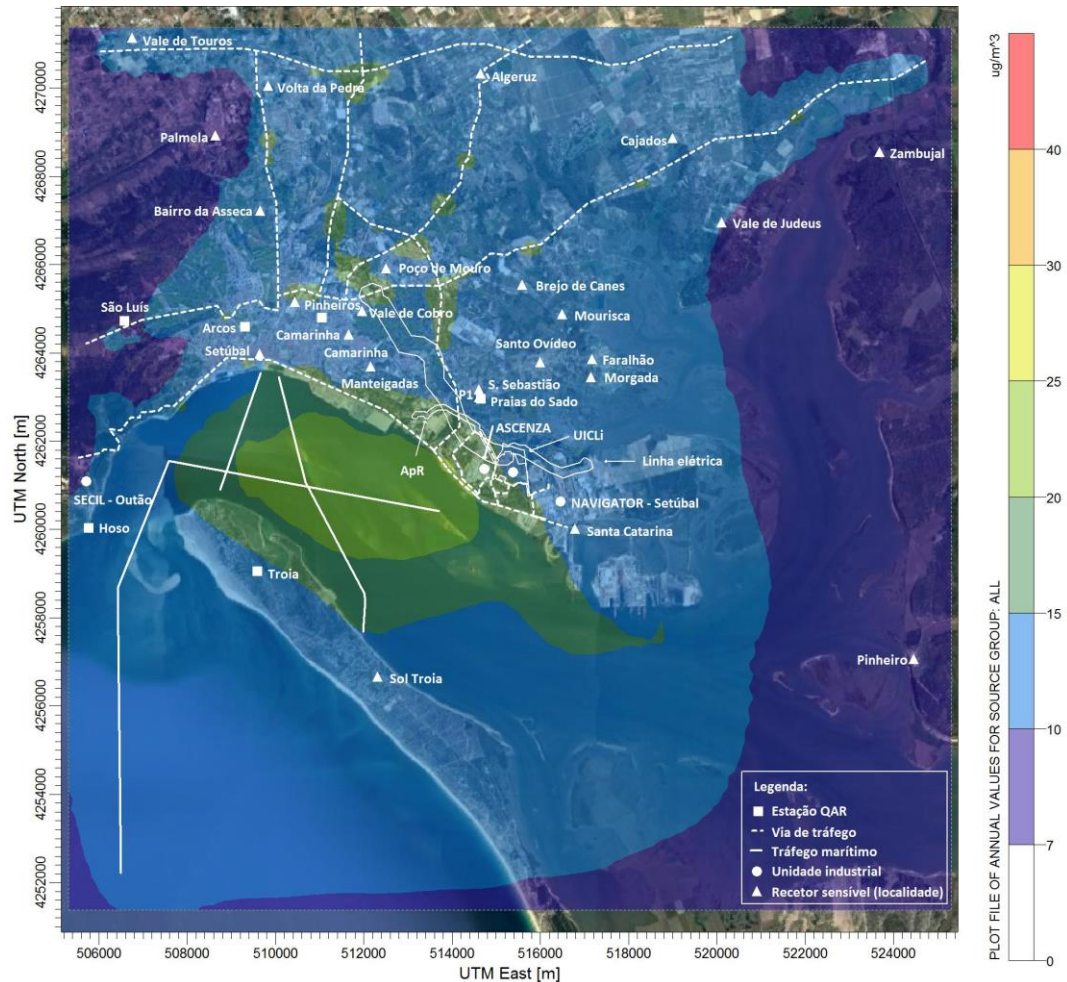 Vale de Touros
Volta da Pedra
Algeruz
Palmela
Cajados
Zambujal
Bairro da Asseca
Vale de Judeus
Poço de Mouro
Brejo de Canes
São Luís
Pinheiros
Vale de Cobro
Mourisca
Arcos
Camarinha
Santo Ovídeo
Setúbal
Camarinha
Faralhão
Manteigadas
Morgada
S. Sebastião
P1
Praias do Sado
ASCENZA
UICLi
ApR
Linha elétrica
SECIL - Outão
NAVIGATOR - Setúbal
Hoso
Santa Catarina
Troia
Pinheiro
Sol Troia
Legenda:
Estação QAR
Via de tráfego
Tráfego marítimo
Unidade industrial
Recetor sensível (localidade)
UTM North [m]
4270000
4268000
4266000
4264000
4262000
4260000
4258000
4256000
4254000
4252000
506000 508000 510000 512000 514000 516000 518000 520000 522000 524000
UTM East [m]
PLOT FILE OF ANNUAL VALUES FOR SOURCE GROUP: ALL
ug/m^3
40
30
25
20
15
10
7
0